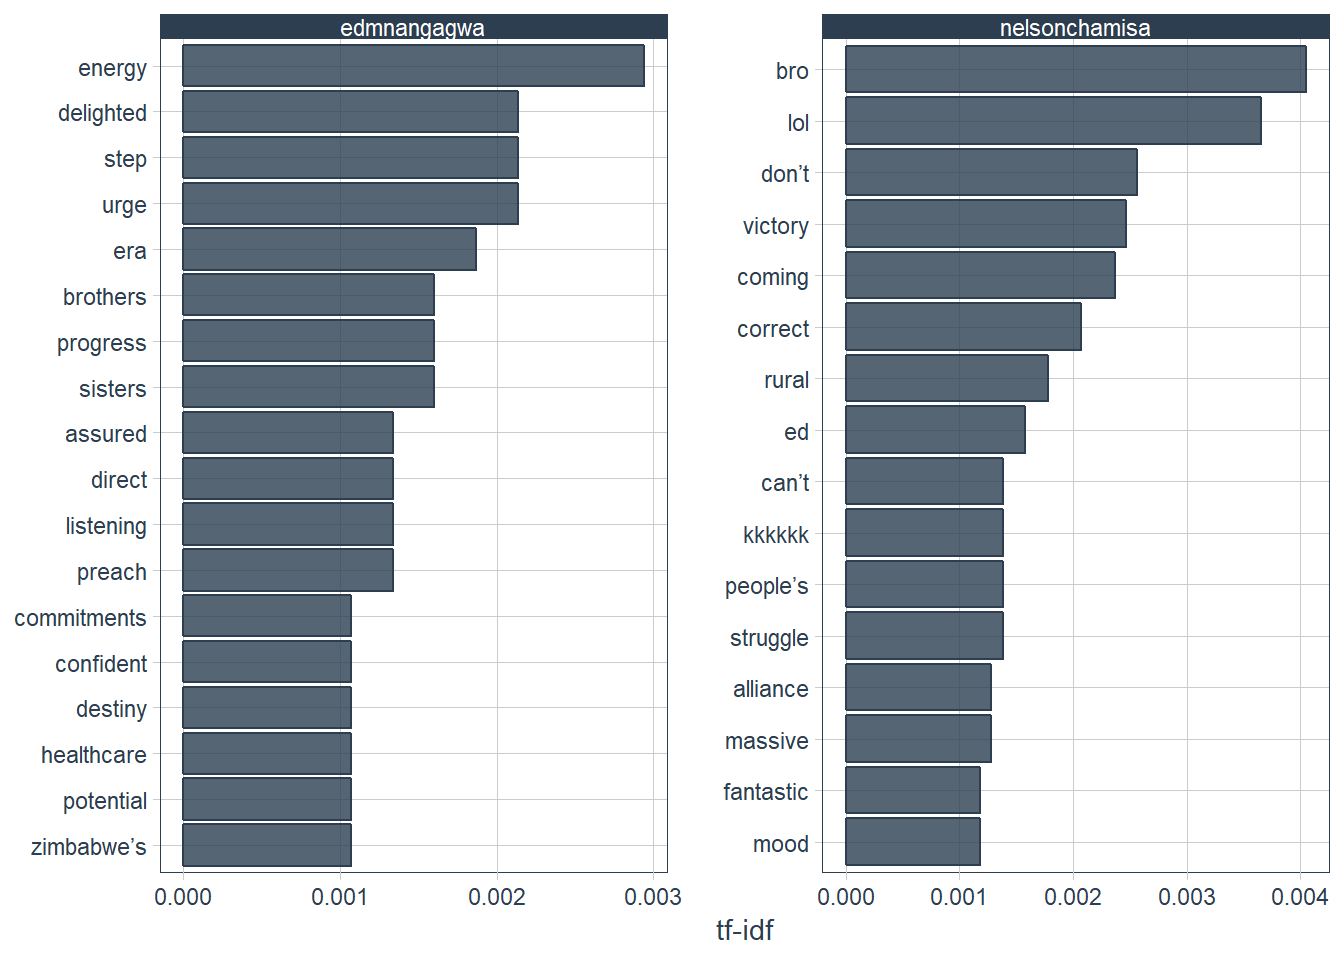 edmnangagwa
energy
delighted
step
urge
era
brothers
progress
sisters
assured
direct
listening
preach
commitments
confident
destiny
healthcare
potential
zimbabwe’s
0.000 0.001 0.002 0.003
nelsonchamisa
bro
lol
don’t
victory
coming
correct
rural
ed
can’t
kkkkkk
people’s
struggle
alliance
massive
fantastic
mood
0.000 0.001 0.002 0.003 0.004
tf-idf